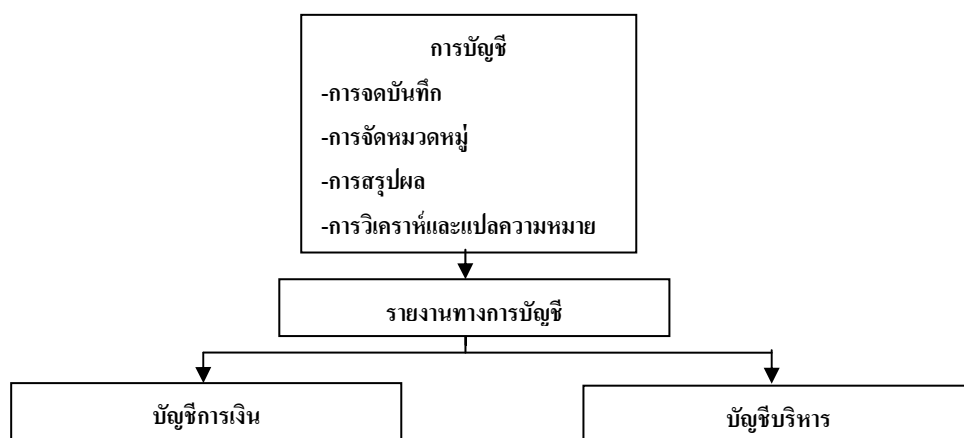 การบัญชี
-การจดบันทึก
-การจัดหมวดหมู่
-การสรุปผล
-การวิเคราห์และแปลความหมาย
รายงานทางการบัญชี
บัญชีการเงิน
บัญชีบริหาร